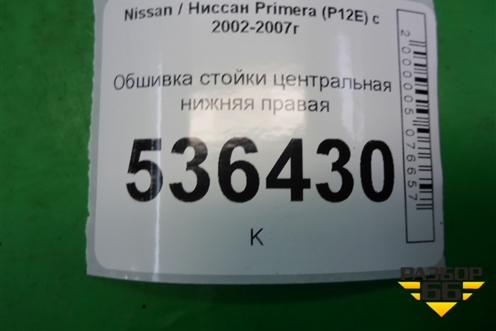 Nissan / Ниссан Primera (P12E) с
2002-2007г
Обшивка стойки центральная
нижняя правая
536430
К
2000005076657
РАЗБОР
66